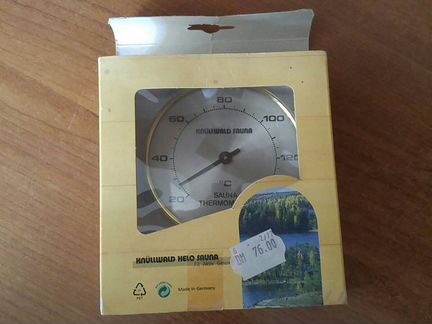 80
60 100
KNÜLLWALD SAUNA
40 120
°C
20
SAUNA
THERMOM
DM 76.00
KNÜLLWALD HELO SAUNA
Made in Germany
PET